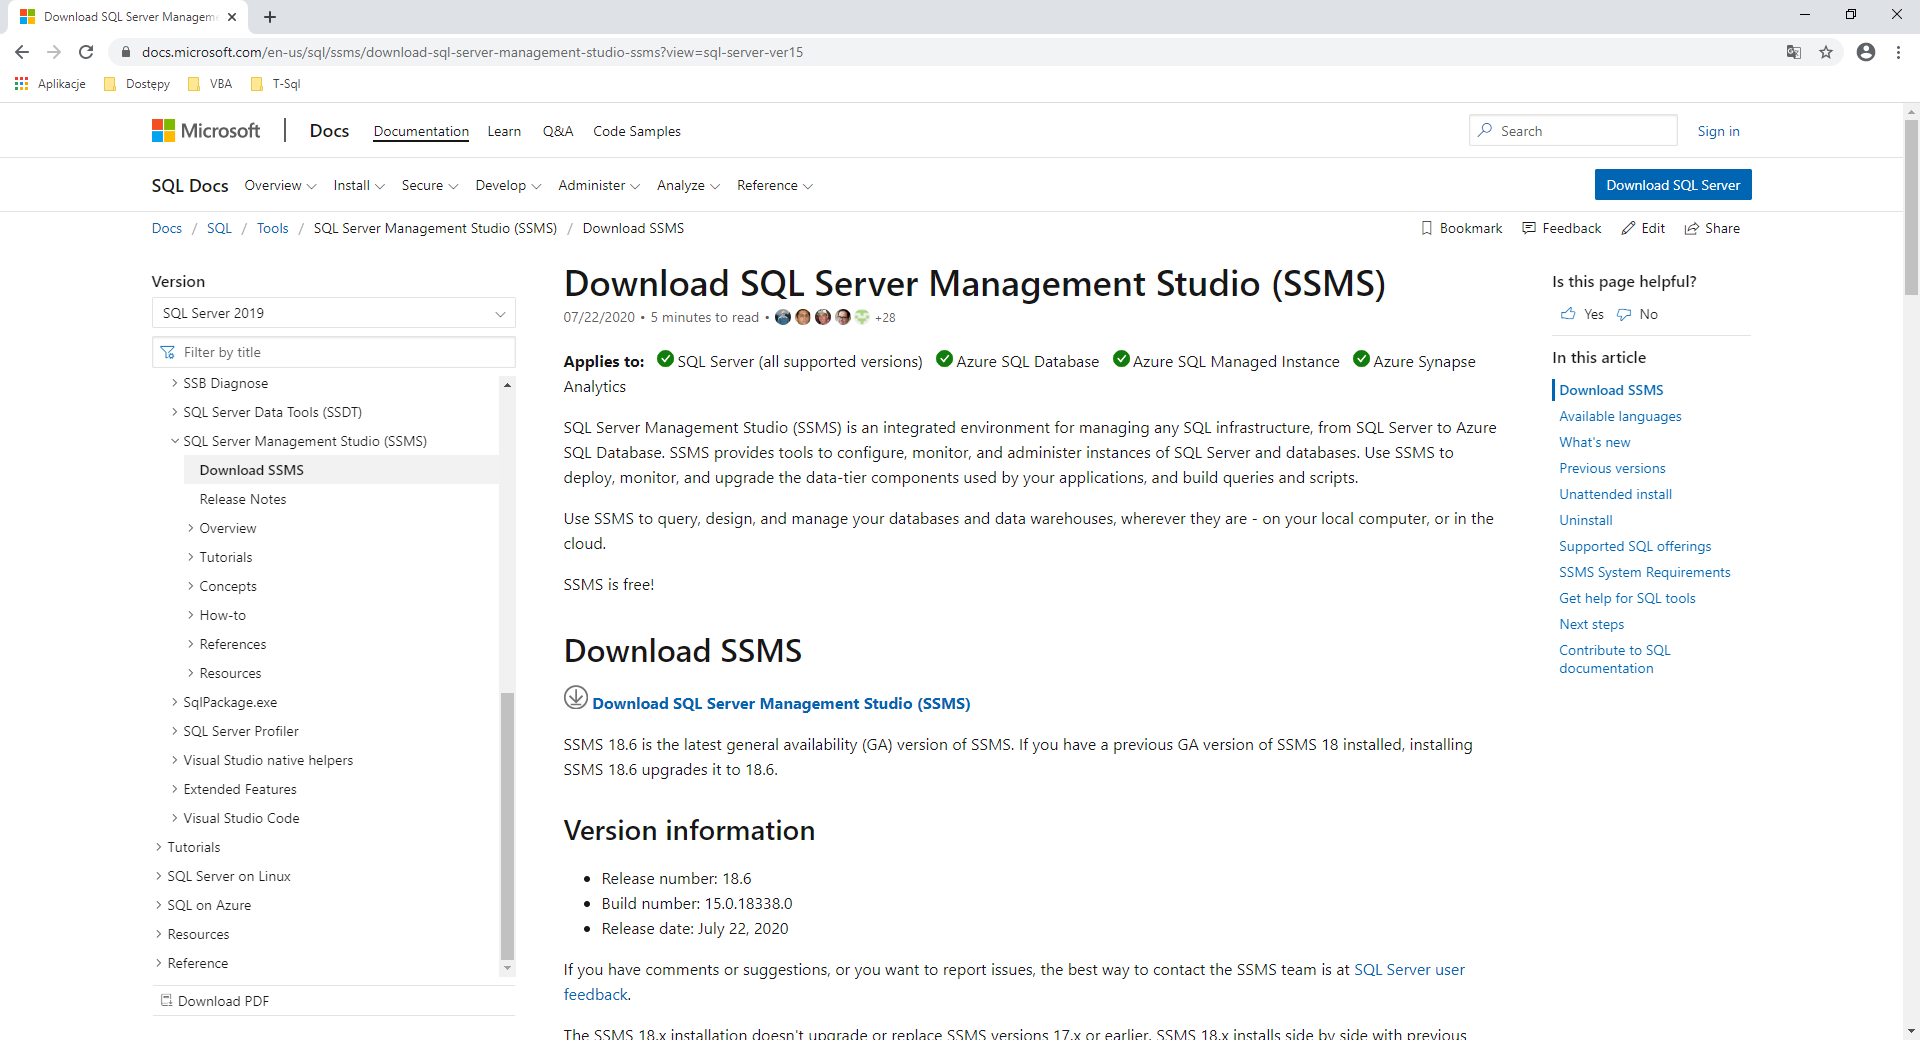 Download SQL Server Managem
docs.microsoft.com/en-us/sql/ssms/download-sql-server-management-studio-ssms?view=sql-server-ver15
Aplikacje Dostępy VBA T-Sql
Microsoft Docs Documentation Learn Q&A Code Samples Search Sign in
SQL Docs Overview Install Secure Develop Administer Analyze Reference Download SQL Server
Docs / SQL / Tools / SQL Server Management Studio (SSMS) / Download SSMS Bookmark Feedback Edit Share
Version
SQL Server 2019
Filter by title
SSB Diagnose
SQL Server Data Tools (SSDT)
SQL Server Management Studio (SSMS)
Download SSMS
Release Notes
Overview
Tutorials
Concepts
How-to
References
Resources
SqlPackage.exe
SQL Server Profiler
Visual Studio native helpers
Extended Features
Visual Studio Code
Tutorials
SQL Server on Linux
SQL on Azure
Resources
Reference
Download PDF
Download SQL Server Management Studio (SSMS)
07/22/2020 • 5 minutes to read • +28
Applies to: SQL Server (all supported versions) Azure SQL Database Azure SQL Managed Instance Azure Synapse
Analytics
SQL Server Management Studio (SSMS) is an integrated environment for managing any SQL infrastructure, from SQL Server to Azure
SQL Database. SSMS provides tools to configure, monitor, and administer instances of SQL Server and databases. Use SSMS to
deploy, monitor, and upgrade the data-tier components used by your applications, and build queries and scripts.
Use SSMS to query, design, and manage your databases and data warehouses, wherever they are - on your local computer, or in the
cloud.
SSMS is free!
Download SSMS
Download SQL Server Management Studio (SSMS)
SSMS 18.6 is the latest general availability (GA) version of SSMS. If you have a previous GA version of SSMS 18 installed, installing
SSMS 18.6 upgrades it to 18.6.
Version information
• Release number: 18.6
• Build number: 15.0.18338.0
• Release date: July 22, 2020
If you have comments or suggestions, or you want to report issues, the best way to contact the SSMS team is at SQL Server user
feedback.
The SSMS 18.x installation doesn't upgrade or replace SSMS versions 17.x or earlier. SSMS 18.x installs side by side with previous
Is this page helpful?
Yes No
In this article
Download SSMS
Available languages
What's new
Previous versions
Unattended install
Uninstall
Supported SQL offerings
SSMS System Requirements
Get help for SQL tools
Next steps
Contribute to SQL
documentation